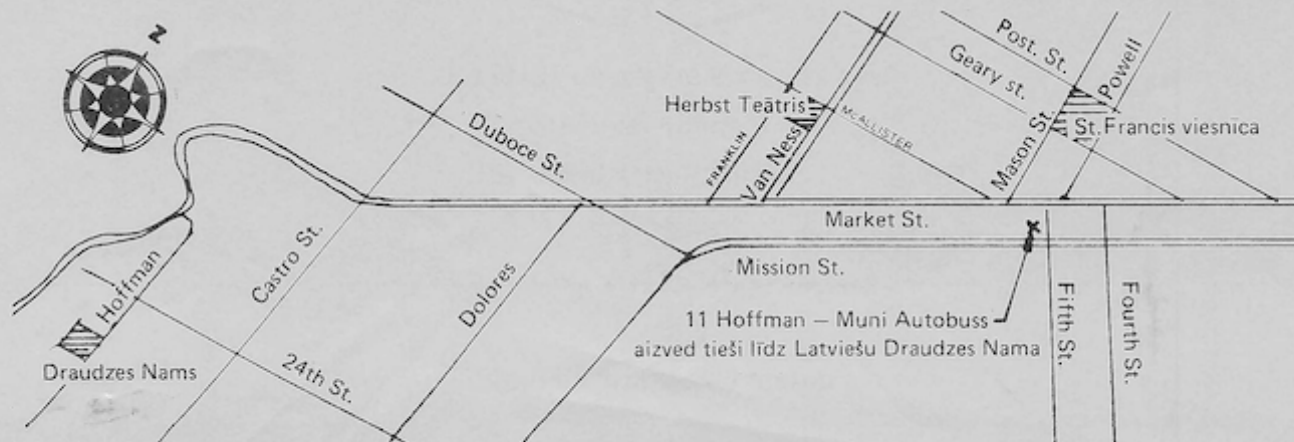 N
Post. St.
Geary st.
Powell
Mason St.
Herbst Teātris
McALLISTER
St. Francis viesnīca
Duboce St.
FRANKLIN
Van Ness
Market St.
Castro St.
Dolores
Mission St.
Hoffman
Fifth St.
Fourth St.
11 Hoffman – Muni Autobuss
aizved tieši līdz Latviešu Draudzes Nama
Draudzes Nams
24th St.